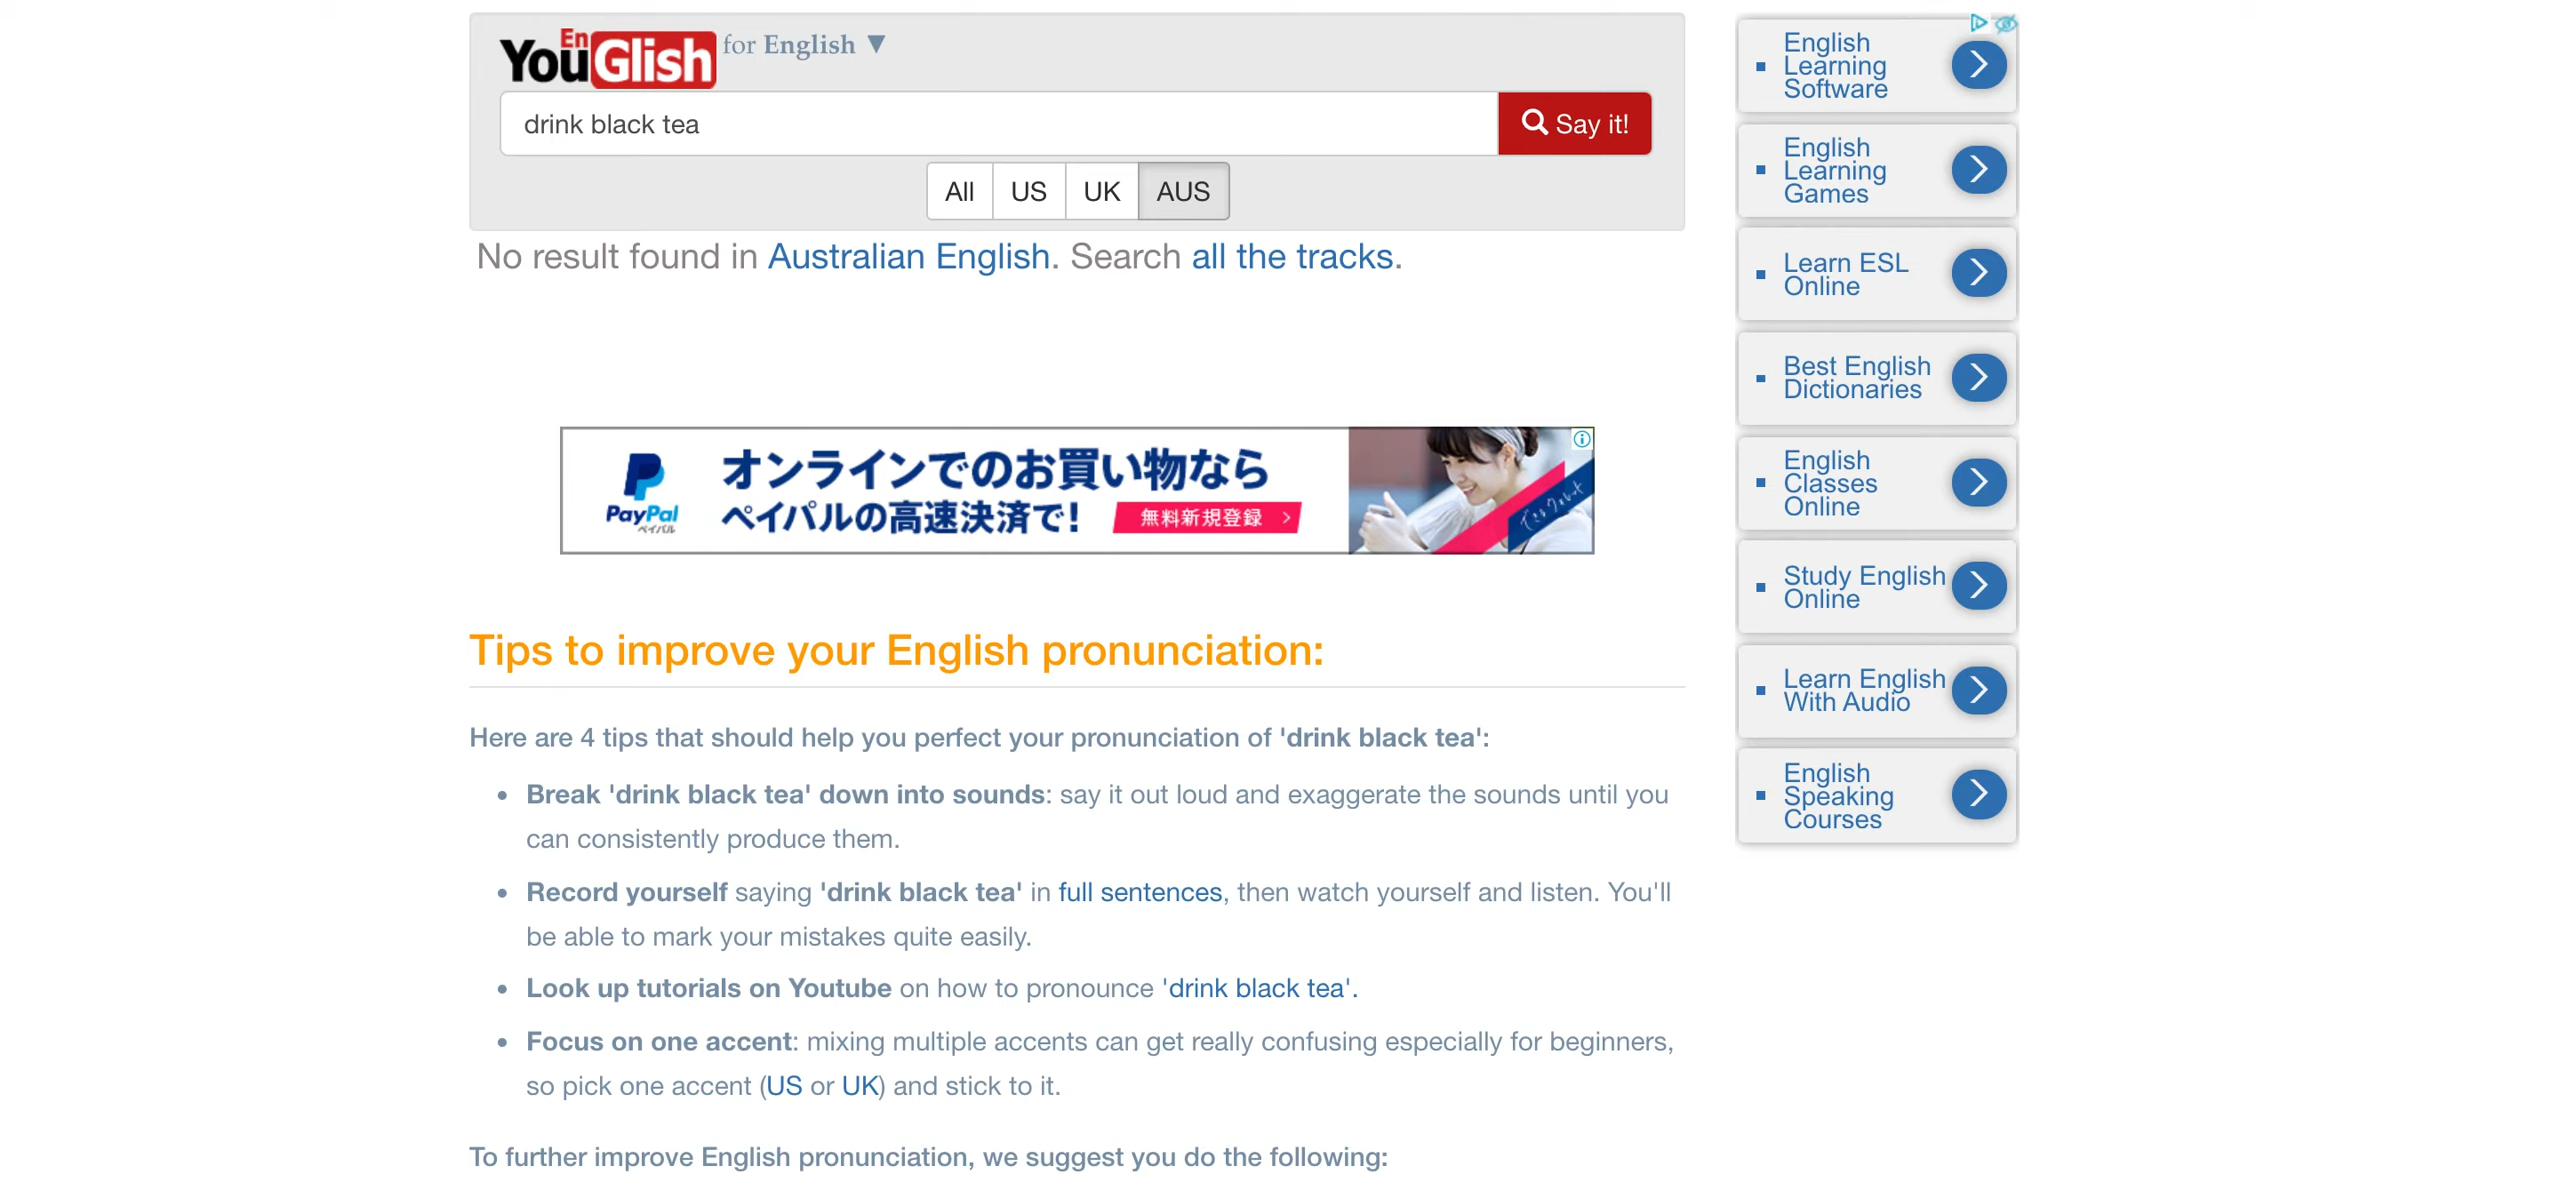 YouGlish En for English ▼
drink black tea
Say it!
All US UK AUS
No result found in Australian English. Search all the tracks.
PayPal
ペイパル
オンラインでのお買い物なら
ペイパルの高速決済で!
無料新規登録 >
Tips to improve your English pronunciation:
Here are 4 tips that should help you perfect your pronunciation of 'drink black tea':
• Break 'drink black tea' down into sounds: say it out loud and exaggerate the sounds until you
can consistently produce them.
• Record yourself saying 'drink black tea' in full sentences, then watch yourself and listen. You'll
be able to mark your mistakes quite easily.
• Look up tutorials on Youtube on how to pronounce 'drink black tea'.
• Focus on one accent: mixing multiple accents can get really confusing especially for beginners,
so pick one accent (US or UK) and stick to it.
To further improve English pronunciation, we suggest you do the following:
English
Learning
Software
English
Learning
Games
Learn ESL
Online
Best English
Dictionaries
English
Classes
Online
Study English
Online
Learn English
With Audio
English
Speaking
Courses